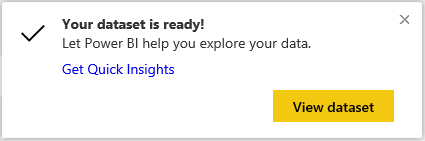 Your dataset is ready!
Let Power BI help you explore your data.
Get Quick Insights
View dataset